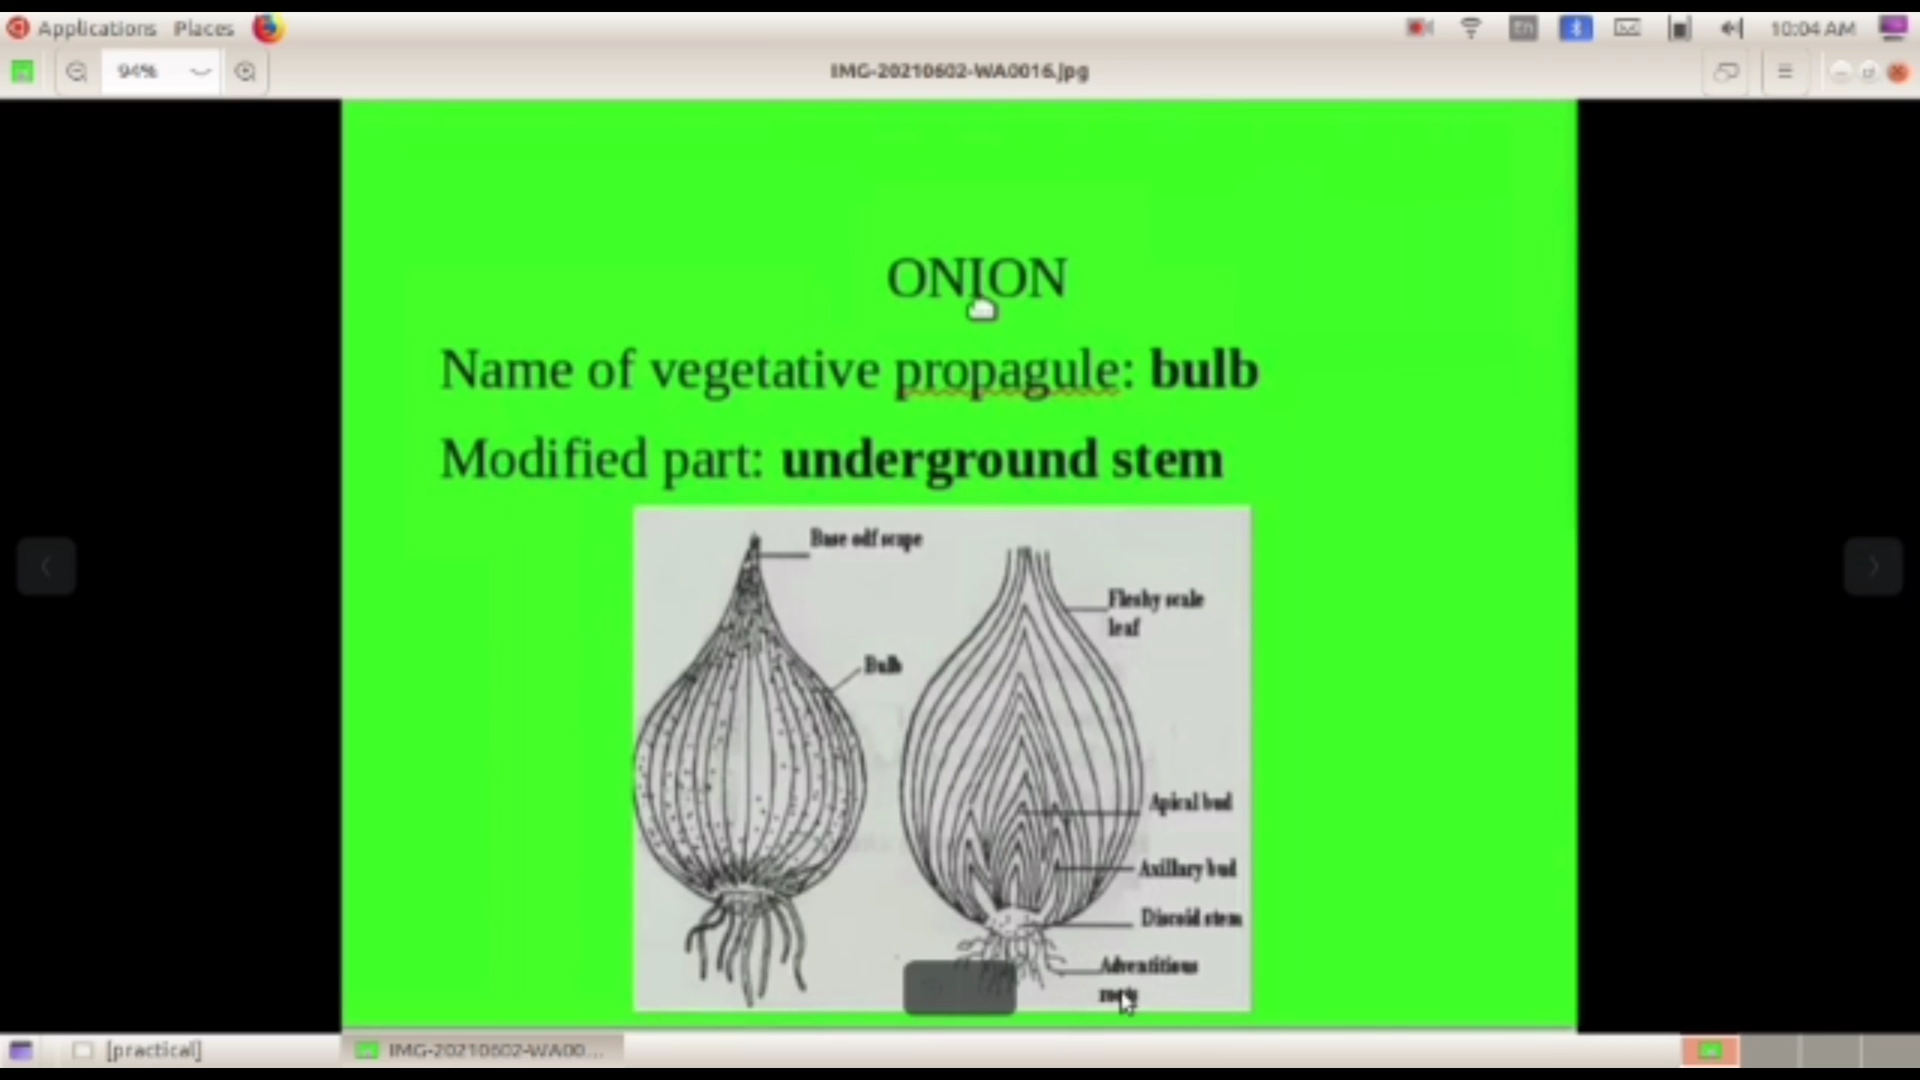 Applications Places En 10:04 AM
94% IMG-20210602-WA0016.jpg
ONION
Name of vegetative propagule: bulb
Modified part: underground stem
Base odf scape
Fleshy scale
leaf
Bulb
Apical bud
Axillary bud
Discoid stem
Adventitious
roots
[practical] IMG-20210602-WA00...